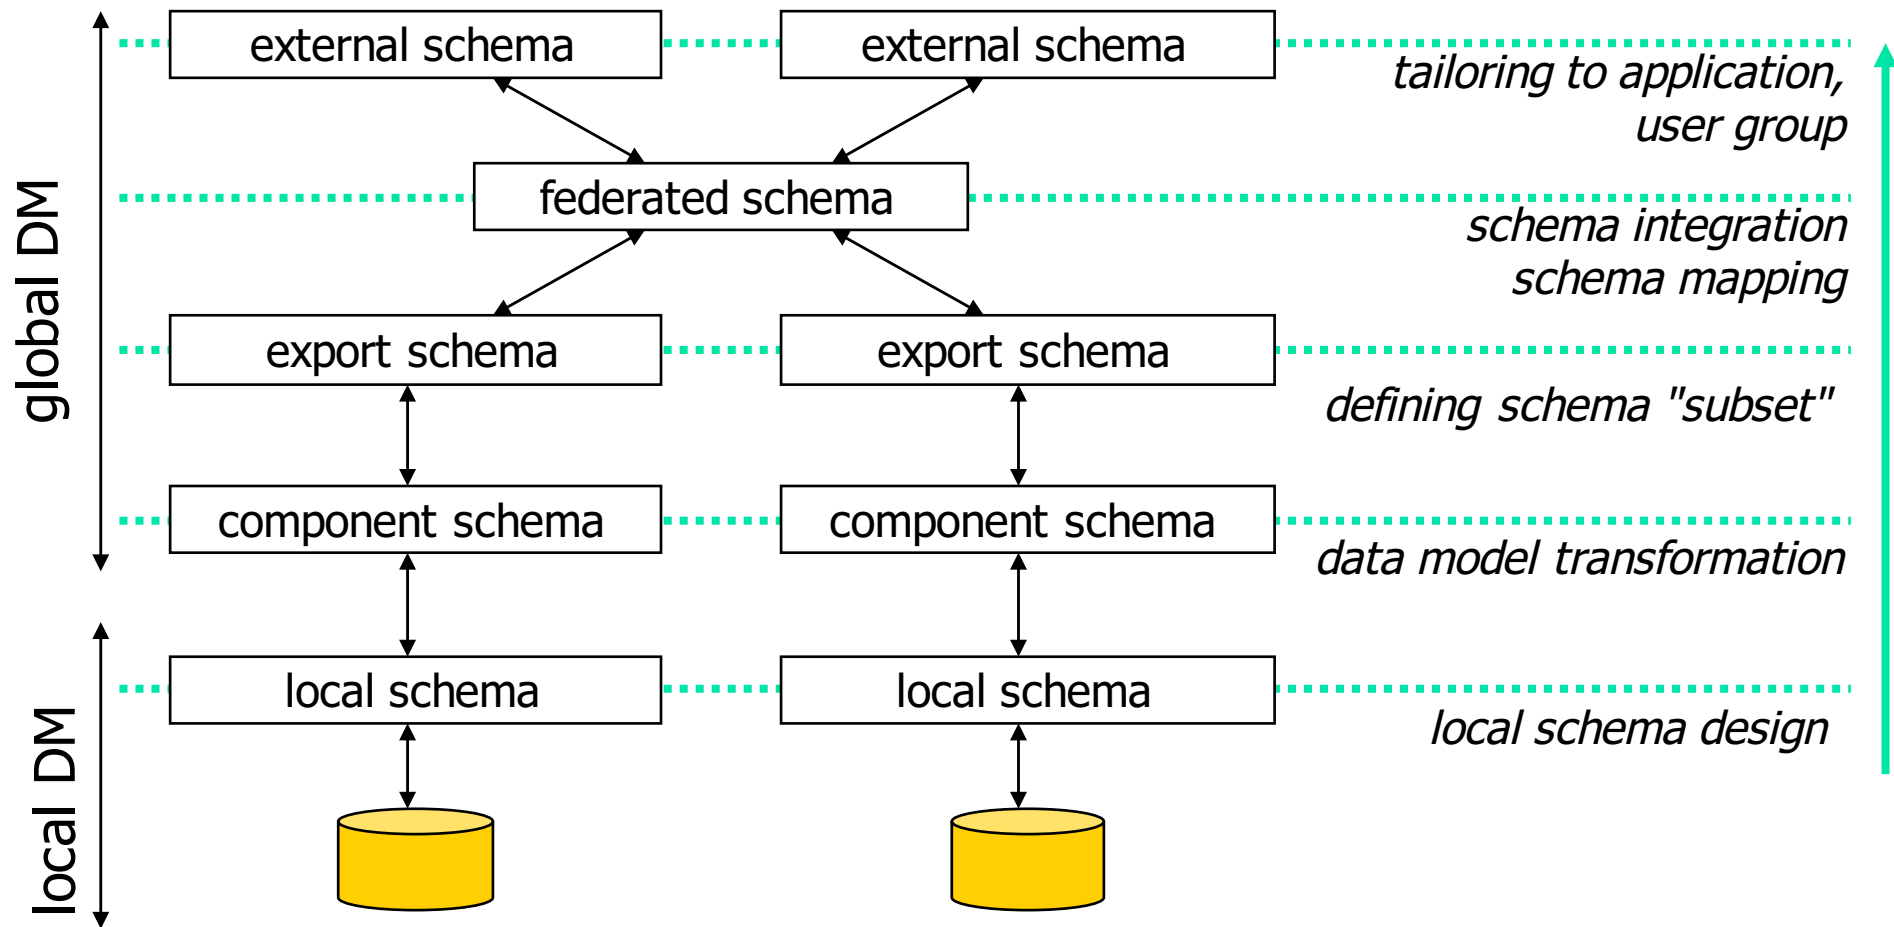 external schema
external schema
tailoring to application,
user group
federated schema
schema integration
schema mapping
global DM
export schema
export schema
defining schema "subset"
component schema
component schema
data model transformation
local schema
local schema
local schema design
local DM